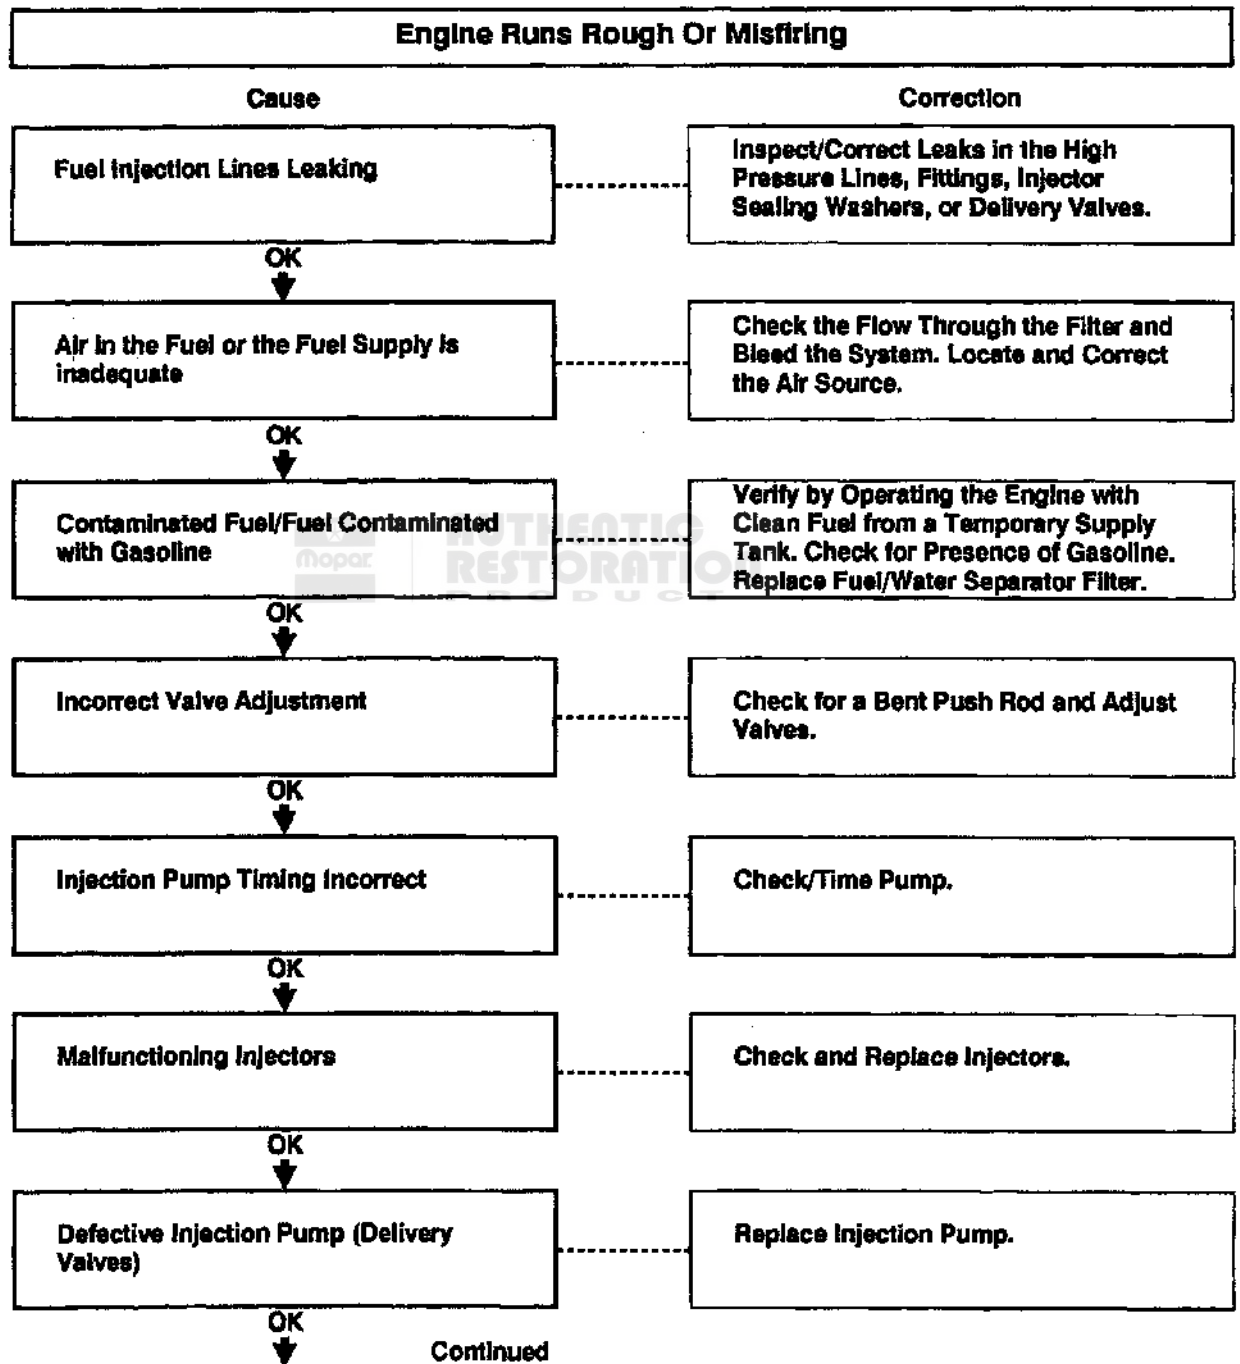 Engine Runs Rough Or Misfiring
Cause
Correction
Fuel Injection Lines Leaking
Inspect/Correct Leaks in the High
Pressure Lines, Fittings, Injector
Sealing Washers, or Delivery Valves.
OK
Air in the Fuel or the Fuel Supply is
inadequate
Check the Flow Through the Filter and
Bleed the System. Locate and Correct
the Air Source.
OK
Contaminated Fuel/Fuel Contaminated
with Gasoline
Verify by Operating the Engine with
Clean Fuel from a Temporary Supply
Tank. Check for Presence of Gasoline.
Replace Fuel/Water Separator Filter.
Mopar
AUTHENTIC
RESTORATION
PRODUCT
OK
Incorrect Valve Adjustment
Check for a Bent Push Rod and Adjust
Valves.
OK
Injection Pump Timing Incorrect
Check/Time Pump.
OK
Malfunctioning Injectors
Check and Replace Injectors.
OK
Defective Injection Pump (Delivery
Valves)
Replace Injection Pump.
OK
Continued